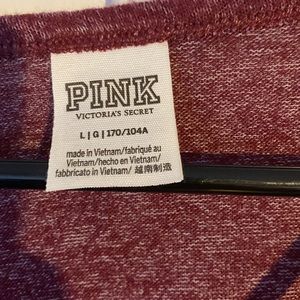 PINK
VICTORIA'S SECRET
L | G | 170/104A
made in Vietnam/fabriqué au
Vietnam/hecho en Vietnam/
fabbricato in Vietnam/越南制造